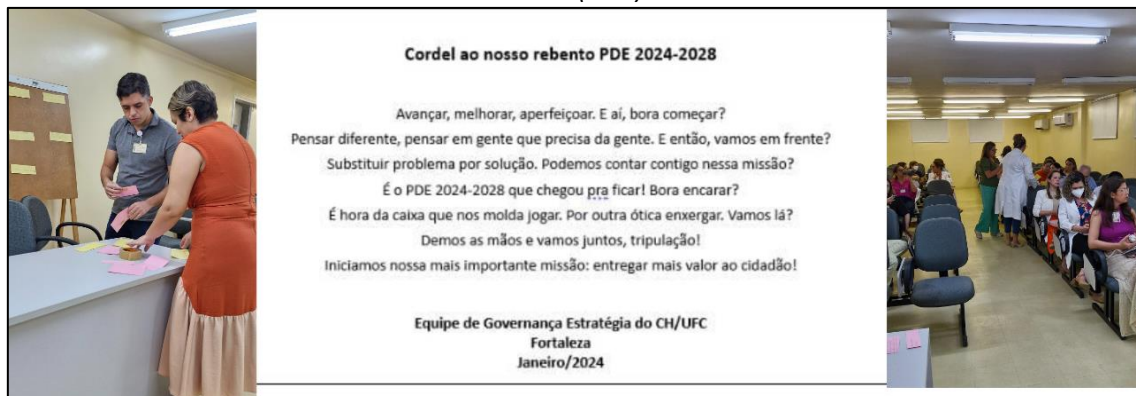 Cordel ao nosso rebento PDE 2024-2028
Avançar, melhorar, aperfeiçoar. E aí, bora começar?
Pensar diferente, pensar em gente que precisa da gente. E então, vamos em frente?
Substituir problema por solução. Podemos contar contigo nessa missão?
É o PDE 2024-2028 que chegou pra ficar! Bora encarar?
É hora da caixa que nos molda jogar. Por outra ótica enxergar. Vamos lá?
Demos as mãos e vamos juntos, tripulação!
Iniciamos nossa mais importante missão: entregar mais valor ao cidadão!
Equipe de Governança Estratégia do CH/UFC
Fortaleza
Janeiro/2024